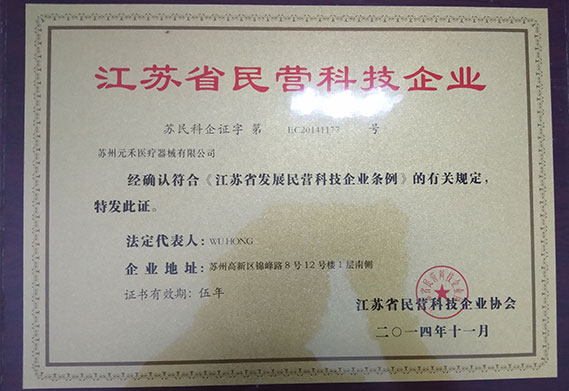 江苏省民营科技企业
苏民科企证字 第 EC20141177 号
苏州元禾医疗器械有限公司
经确认符合《江苏省发展民营科技企业条例》的有关规定，
特发此证。
法定代表人：WU HONG
企业地址：苏州高新区锦峰路8号12号楼1层南侧
证书有效期：伍年
江苏省民营科技企业协会
二〇一四年十一月